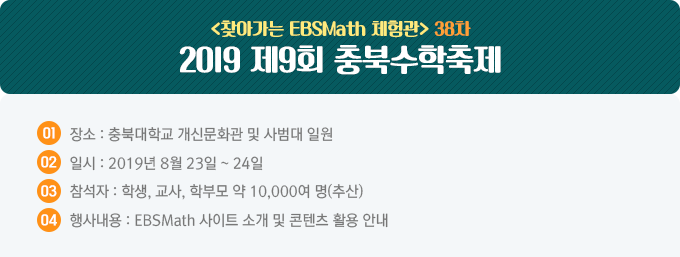 <찾아가는 EBSMath 체험관> 38차
2019 제9회 충북수학축제
01 장소 : 충북대학교 개신문화관 및 사범대 일원
02 일시 : 2019년 8월 23일 ~ 24일
03 참석자 : 학생, 교사, 학부모 약 10,000여 명(추산)
04 행사내용 : EBSMath 사이트 소개 및 콘텐츠 활용 안내